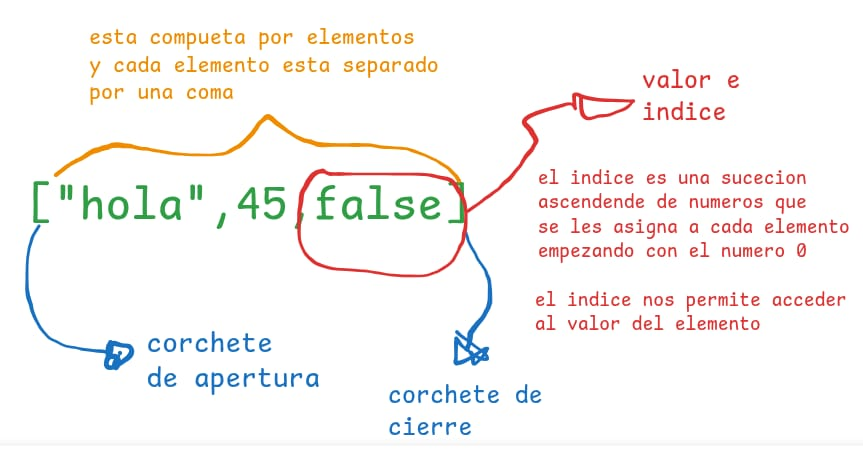 esta compueta por elementos
y cada elemento esta separado
por una coma
valor e
indice
["hola",45,false]
el indice es una sucecion
ascendende de numeros que
se les asigna a cada elemento
empezando con el numero 0
el indice nos permite acceder
al valor del elemento
corchete
de apertura
corchete de
cierre